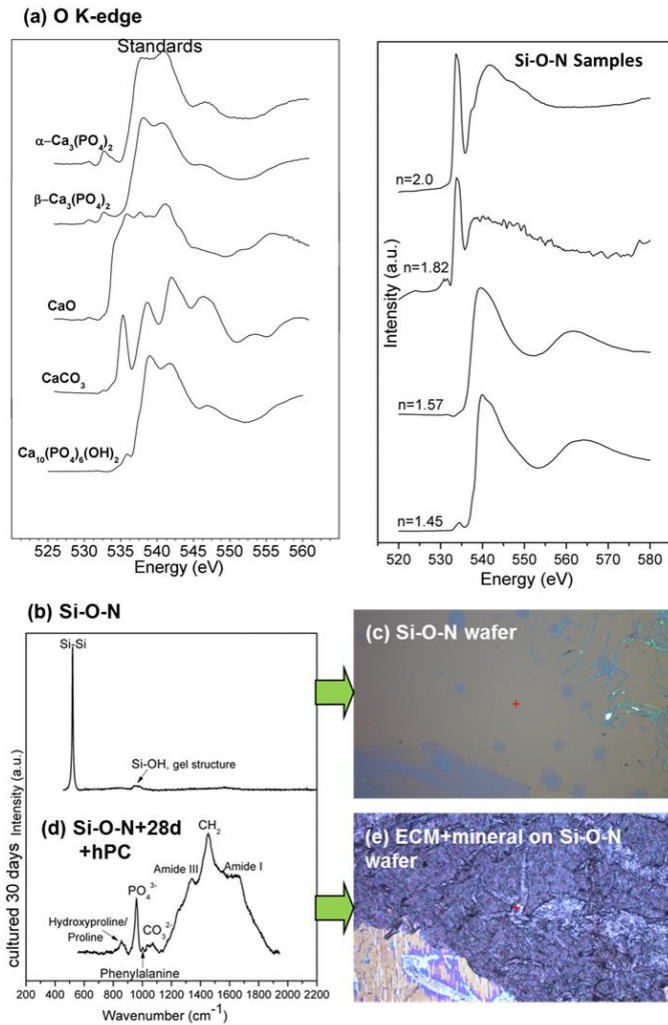 (a) O K-edge
Standards
α–Ca₃(PO₄)₂
β–Ca₃(PO₄)₂
CaO
CaCO₃
Ca₁₀(PO₄)₆(OH)₂
525 530 535 540 545 550 555 560
Energy (eV)
Si-O-N Samples
Intensity (a.u.)
n=2.0
n=1.82
n=1.57
n=1.45
520 530 540 550 560 570 580
Energy (eV)
(b) Si-O-N
Si-Si
Si-OH, gel structure
Intensity (a.u.)
(c) Si-O-N wafer
(d) Si-O-N+28d
+hPC
cultured 30 days
Hydroxyproline/
Proline
PO₄³⁻
CO₃²⁻
Phenylalanine
Amide III
CH₂
Amide I
200 400 600 800 1000 1200 1400 1600 1800 2000 2200
Wavenumber (cm⁻¹)
(e) ECM+mineral on Si-O-N
wafer